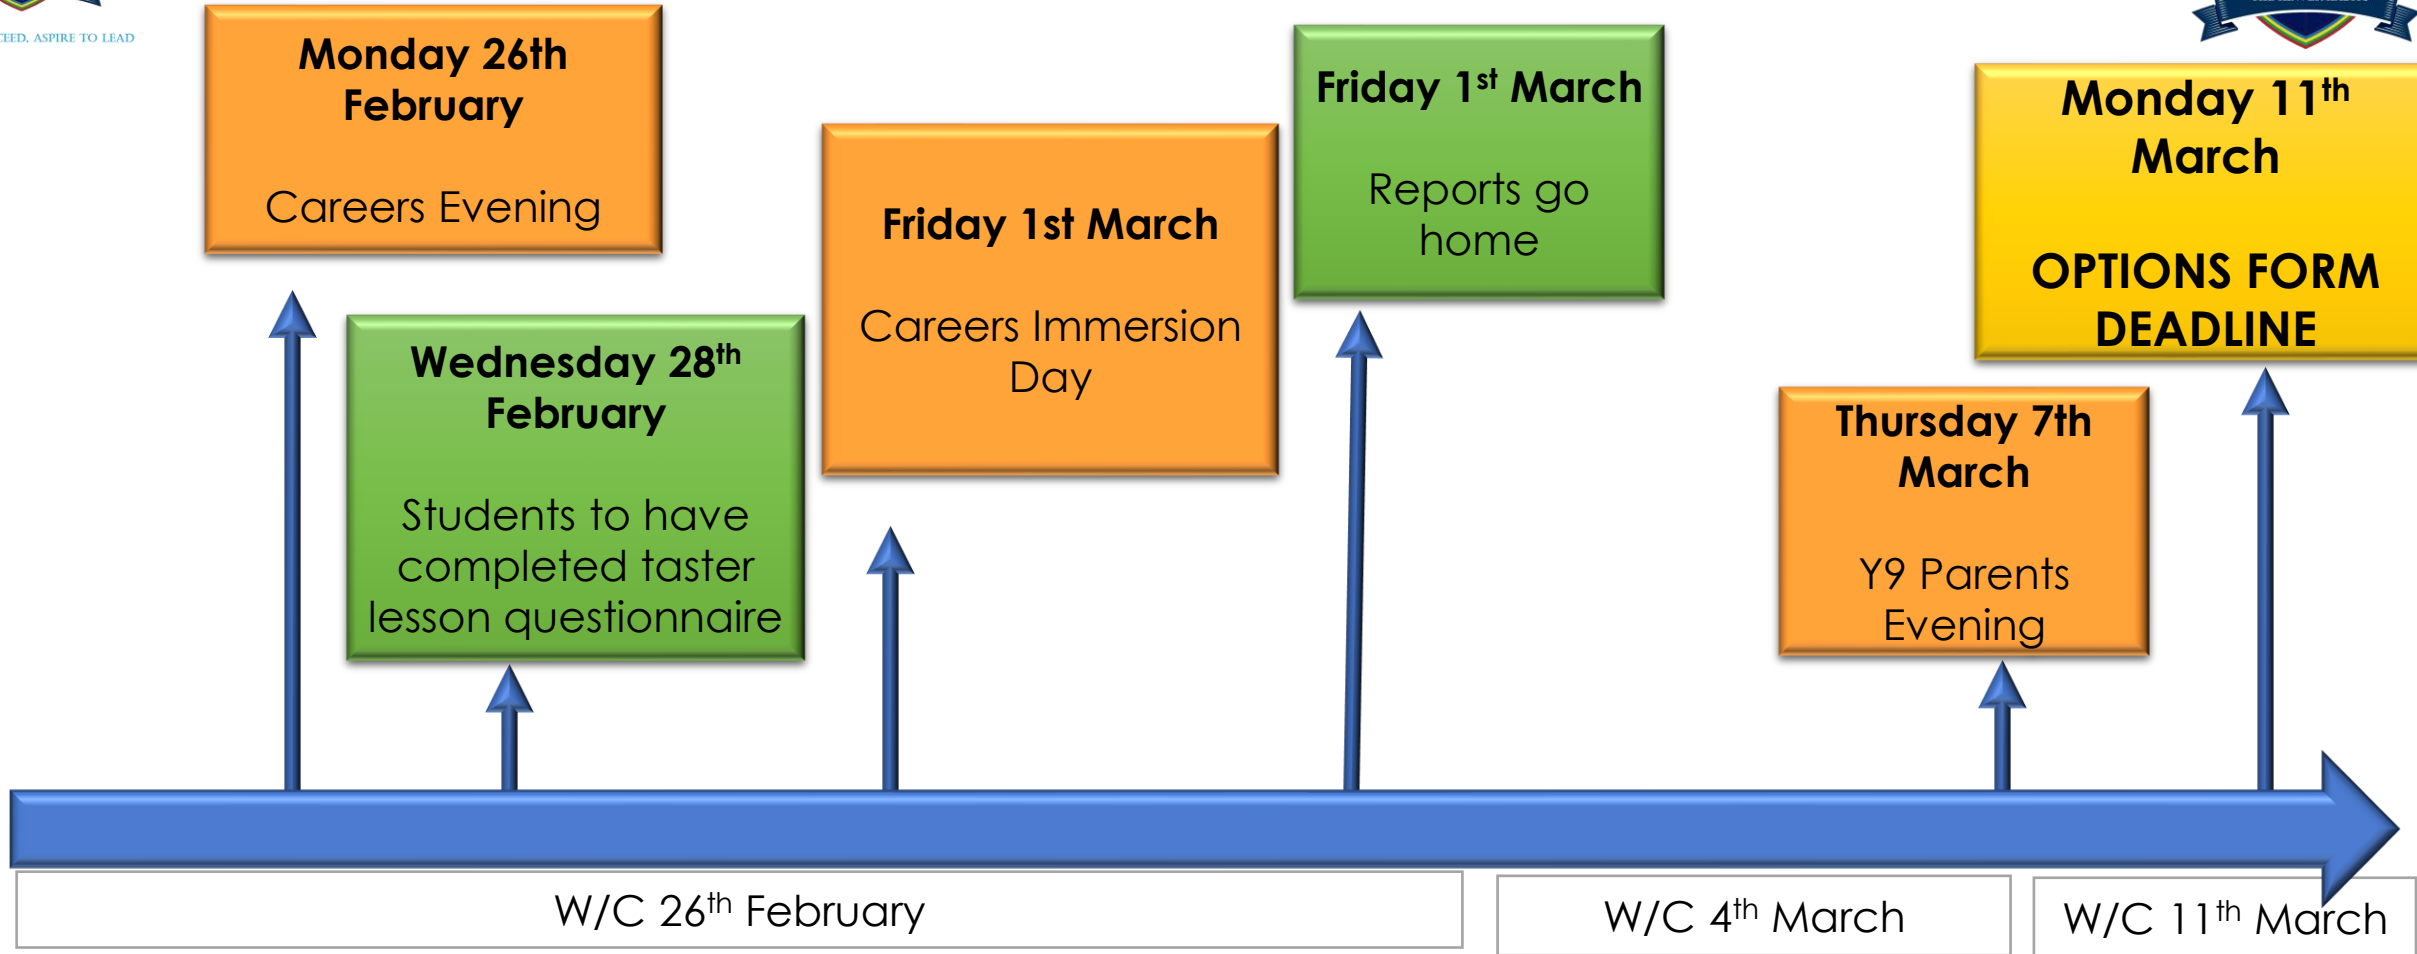 CEED, ASPIRE TO LEAD
Monday 26th
February
Careers Evening
Wednesday 28th
February
Students to have
completed taster
lesson questionnaire
Friday 1st March
Careers Immersion
Day
Friday 1st March
Reports go
home
Thursday 7th
March
Y9 Parents
Evening
Monday 11th
March
OPTIONS FORM
DEADLINE
W/C 26th February
W/C 4th March
W/C 11th March